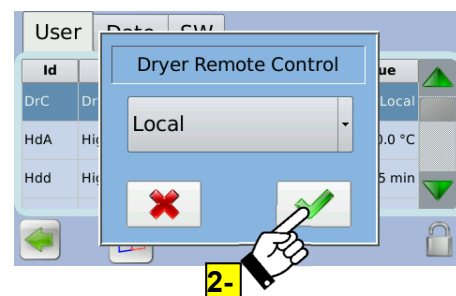 User Data SW
Id ue
Dryer Remote Control
DrC Dr Local
Local
HdA Hig 0.0 °C
Hdd Hig 5 min
2-